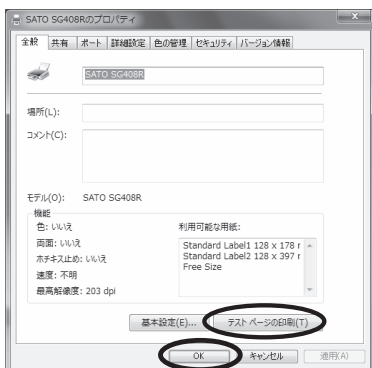 SATO SG408Rのプロパティ
全般 共有 ポート 詳細設定 色の管理 セキュリティ バージョン情報
SATO SG408R
場所(L):
コメント(C):
モデル(O): SATO SG408R
機能
色: いいえ 利用可能な用紙:
両面: いいえ Standard Label1 128 x 178 r
ホチキス止め: いいえ Standard Label2 128 x 397 r
速度: 不明 Free Size
最高解像度: 203 dpi
基本設定(E)... テスト ページの印刷(T)
OK キャンセル 適用(A)